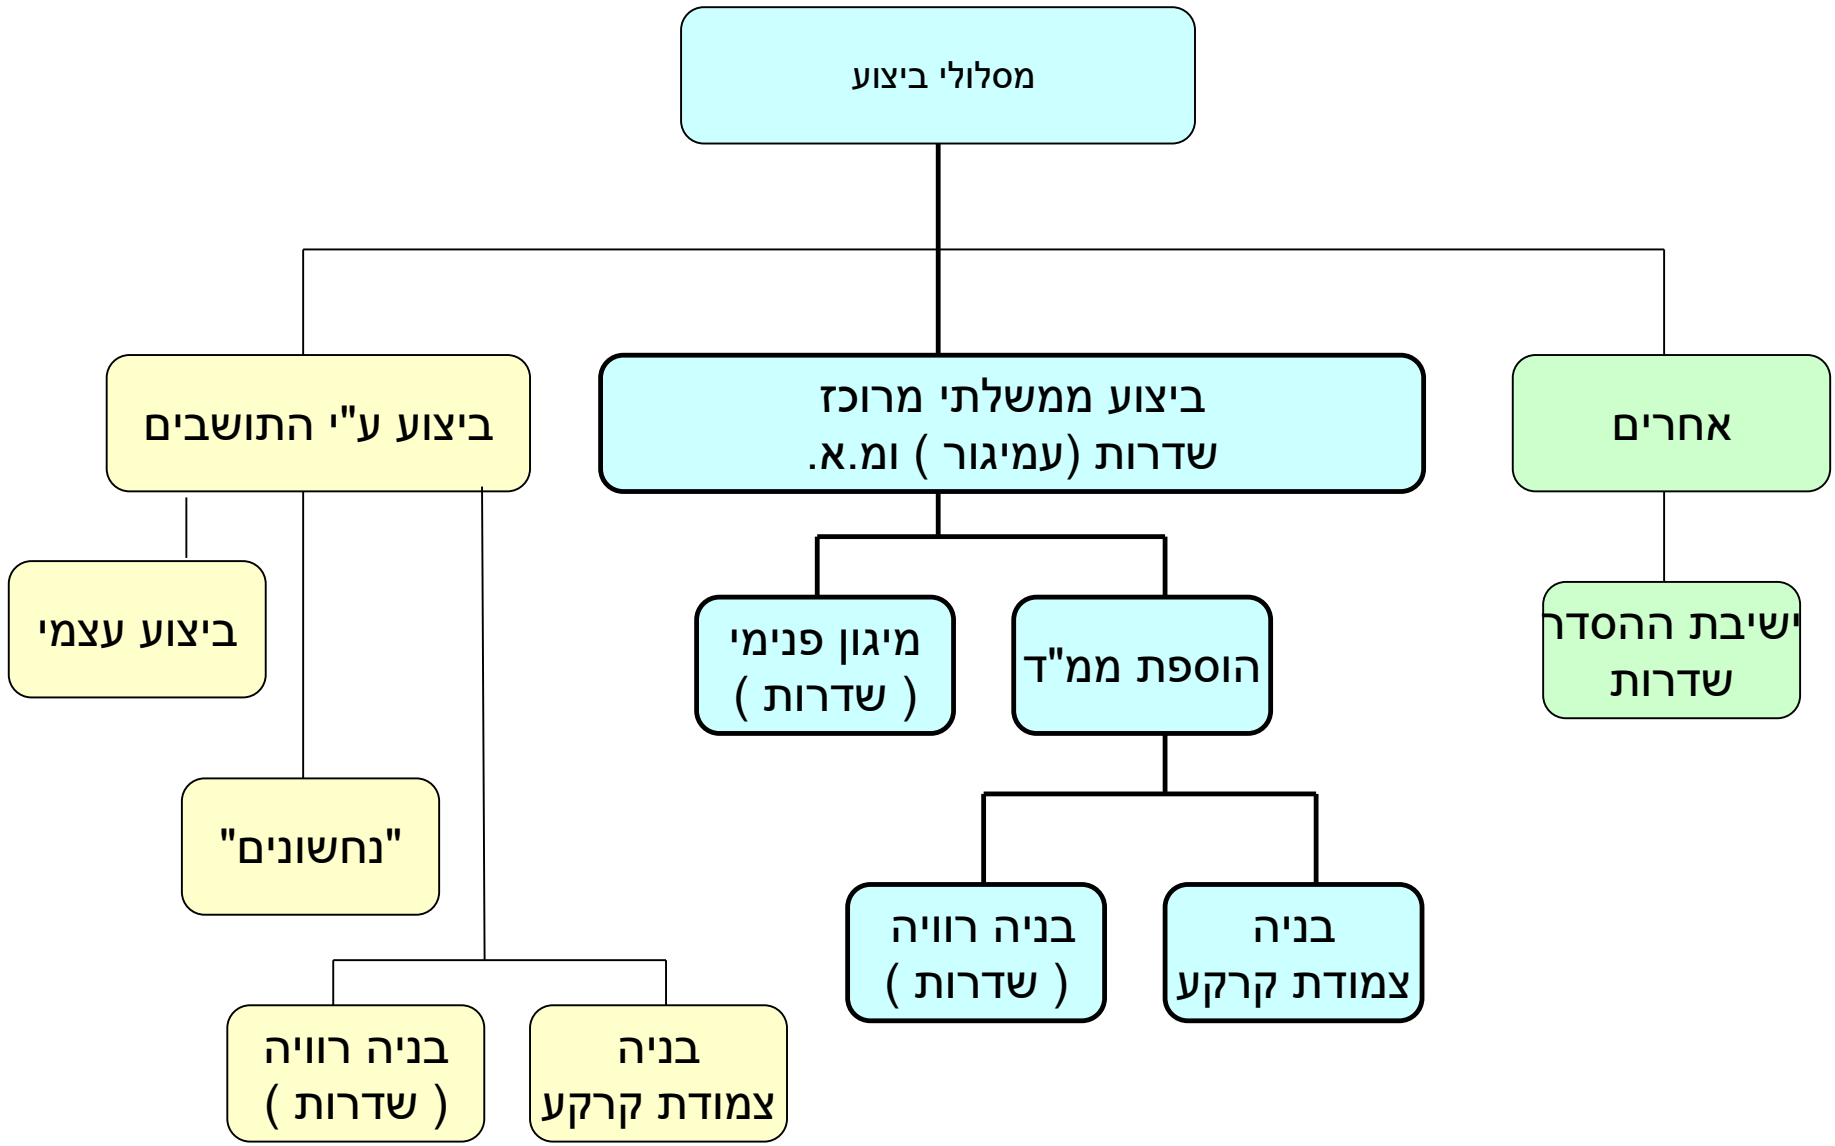 מסלולי ביצוע
אחרים
ביצוע ממשלתי מרוכז
שדרות (עמיגור ) ומ.א.
ביצוע ע"י התושבים
ישיבת ההסדר
שדרות
הוספת ממ"ד
מיגון פנימי
( שדרות )
ביצוע עצמי
"נחשונים"
בניה
צמודת קרקע
בניה רוויה
( שדרות )
בניה
צמודת קרקע
בניה רוויה
( שדרות )